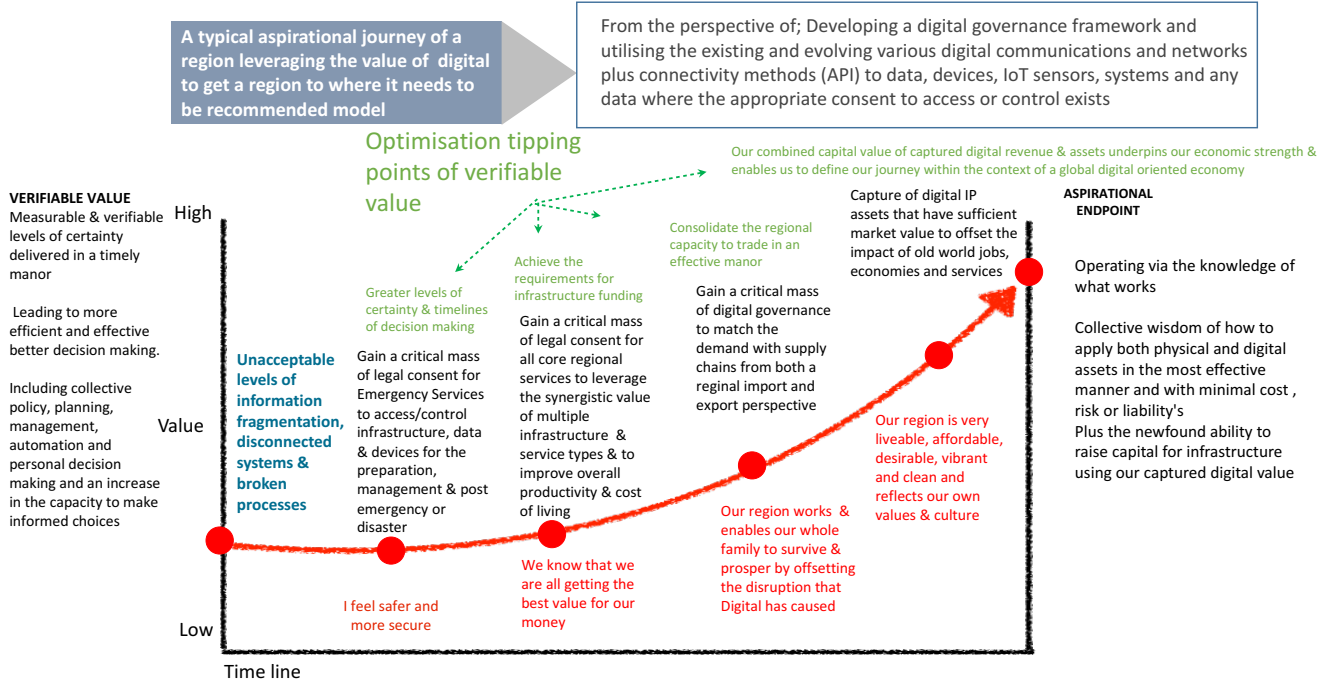 A typical aspirational journey of a
region leveraging the value of digital
to get a region to where it needs to
be recommended model
From the perspective of; Developing a digital governance framework and
utilising the existing and evolving various digital communications and networks
plus connectivity methods (API) to data, devices, IoT sensors, systems and any
data where the appropriate consent to access or control exists
Optimisation tipping
points of verifiable
value
Our combined capital value of captured digital revenue & assets underpins our economic strength &
enables us to define our journey within the context of a global digital oriented economy
VERIFIABLE VALUE
Measurable & verifiable
levels of certainty
delivered in a timely
manor
Leading to more
efficient and effective
better decision making.
Including collective
policy, planning,
management,
automation and
personal decision
making and an increase
in the capacity to make
informed choices
High
Value
Low
Time line
Unacceptable
levels of
information
fragmentation,
disconnected
systems &
broken
processes
Greater levels of
certainty & timelines
of decision making
Gain a critical mass
of legal consent for
Emergency Services
to access/control
infrastructure, data
& devices for the
preparation,
management & post
emergency or
disaster
I feel safer and
more secure
Achieve the
requirements for
infrastructure funding
Gain a critical mass
of legal consent for
all core regional
services to leverage
the synergistic value
of multiple
infrastructure &
service types & to
improve overall
productivity & cost
of living
We know that we
are all getting the
best value for our
money
Consolidate the regional
capacity to trade in an
effective manor
Gain a critical mass
of digital governance
to match the
demand with supply
chains from both a
reginal import and
export perspective
Our region works &
enables our whole
family to survive &
prosper by offsetting
the disruption that
Digital has caused
Capture of digital IP
assets that have sufficient
market value to offset the
impact of old world jobs,
economies and services
Our region is very
liveable, affordable,
desirable, vibrant
and clean and
reflects our own
values & culture
ASPIRATIONAL
ENDPOINT
Operating via the knowledge of
what works
Collective wisdom of how to
apply both physical and digital
assets in the most effective
manner and with minimal cost ,
risk or liability's
Plus the newfound ability to
raise capital for infrastructure
using our captured digital value